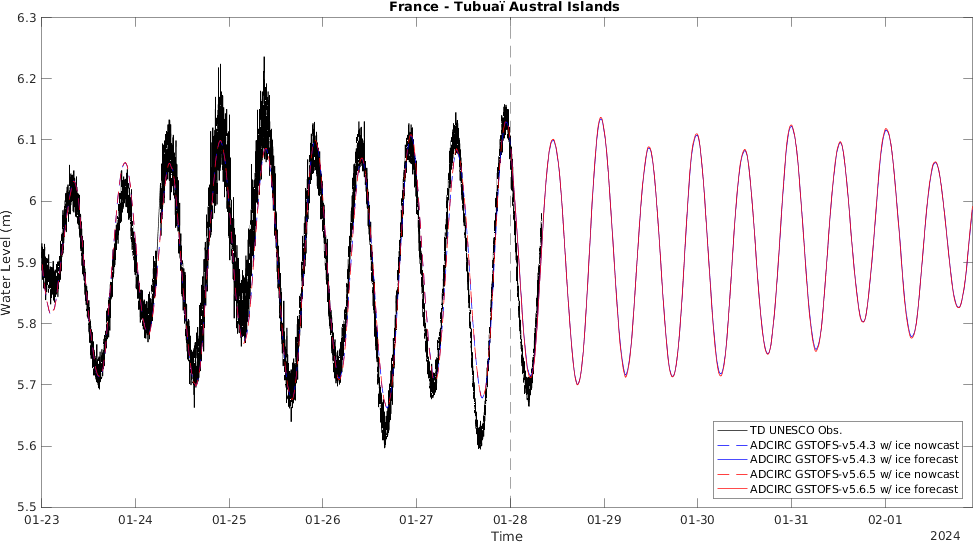 France - Tubuaï Austral Islands
6.3
6.2
6.1
6
5.9
5.8
5.7
5.6
5.5
Water Level (m)
01-23 01-24 01-25 01-26 01-27 01-28 01-29 01-30 01-31 02-01
Time
2024
TD UNESCO Obs.
ADCIRC GSTOFS-v5.4.3 w/ ice nowcast
ADCIRC GSTOFS-v5.4.3 w/ ice forecast
ADCIRC GSTOFS-v5.6.5 w/ ice nowcast
ADCIRC GSTOFS-v5.6.5 w/ ice forecast